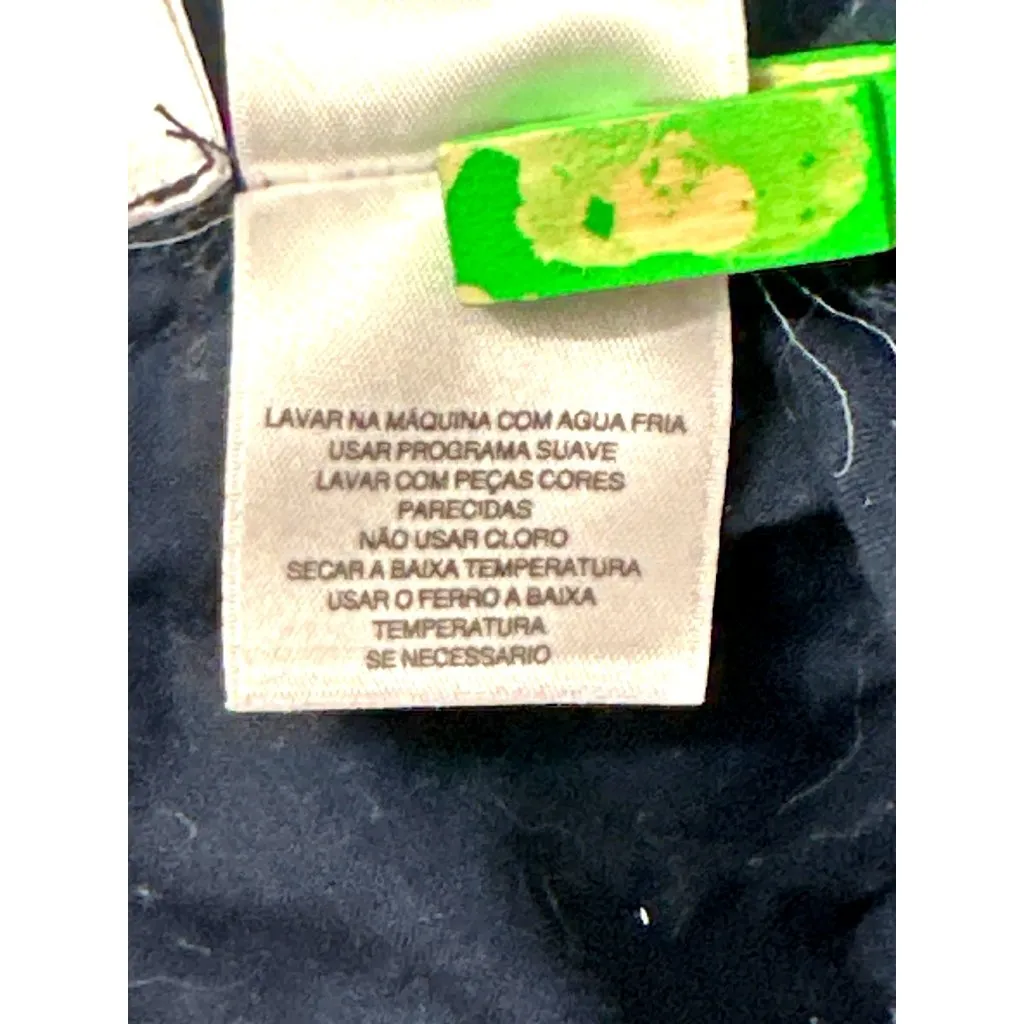 LAVAR NA MÁQUINA COM AGUA FRIA
USAR PROGRAMA SUAVE
LAVAR COM PEÇAS CORES
PARECIDAS
NÃO USAR CLORO
SECAR A BAIXA TEMPERATURA
USAR O FERRO A BAIXA
TEMPERATURA
SE NECESSARIO